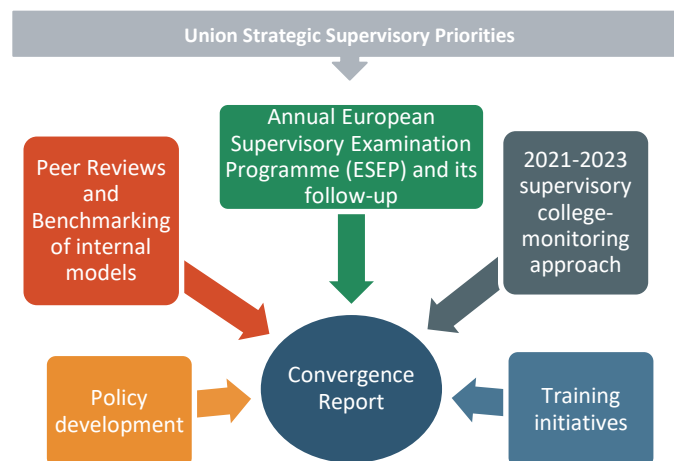 Union Strategic Supervisory Priorities
Annual European
Supervisory Examination
Programme (ESEP) and its
follow-up
Peer Reviews
and
Benchmarking
of internal
models
2021-2023
supervisory
college-
monitoring
approach
Convergence
Report
Policy
development
Training
initiatives